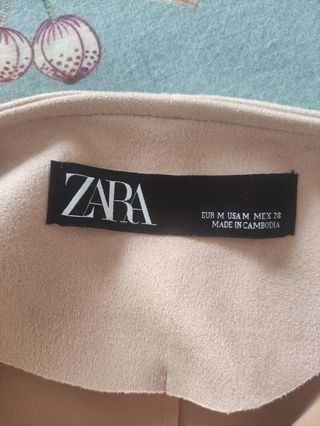 ZARA
EUR M USA M MEX 28
MADE IN CAMBODIA